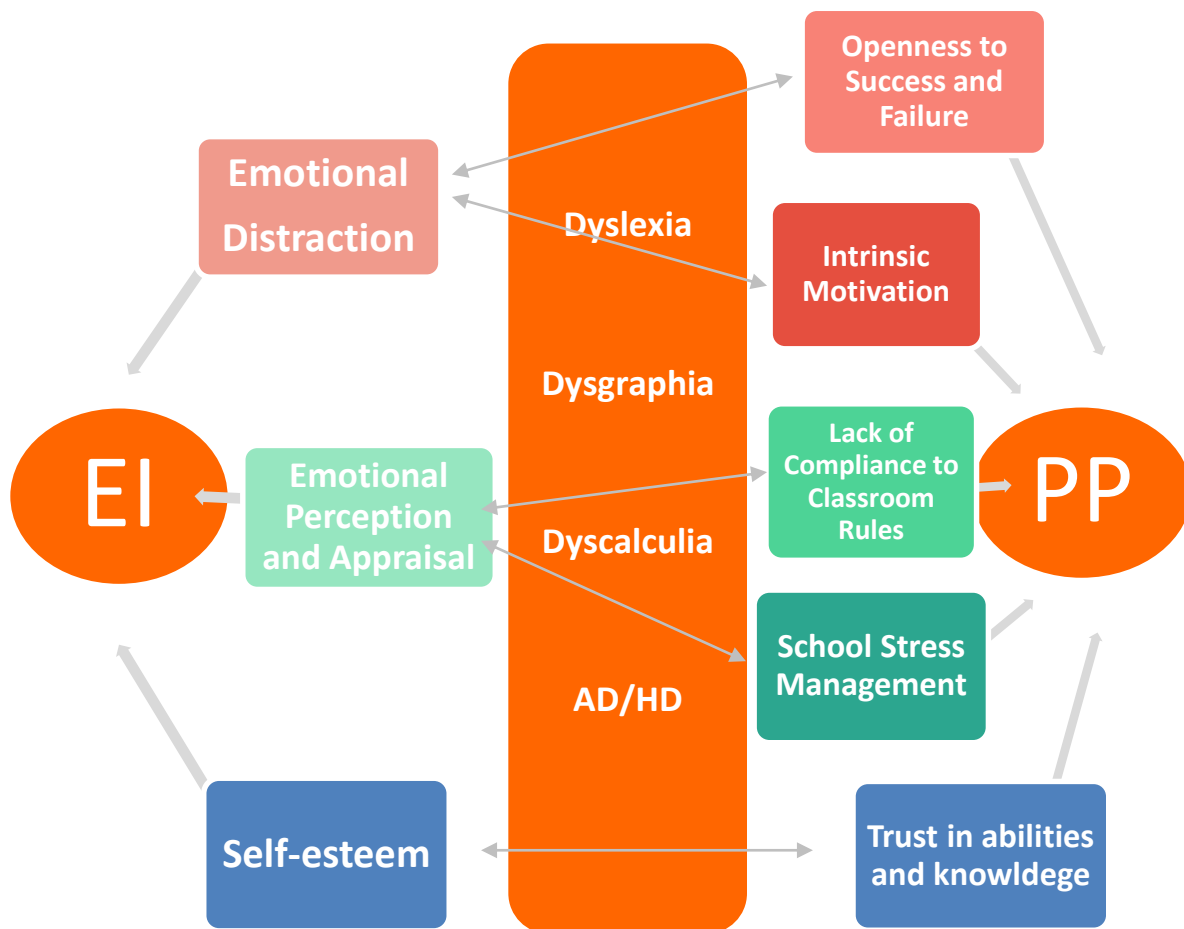 Openness to
Success and
Failure
Emotional
Distraction
Dyslexia
Intrinsic
Motivation
Dysgraphia
EI
Emotional
Perception
and Appraisal
Lack of
Compliance to
Classroom
Rules
PP
Dyscalculia
School Stress
Management
AD/HD
Self-esteem
Trust in abilities
and knowldege